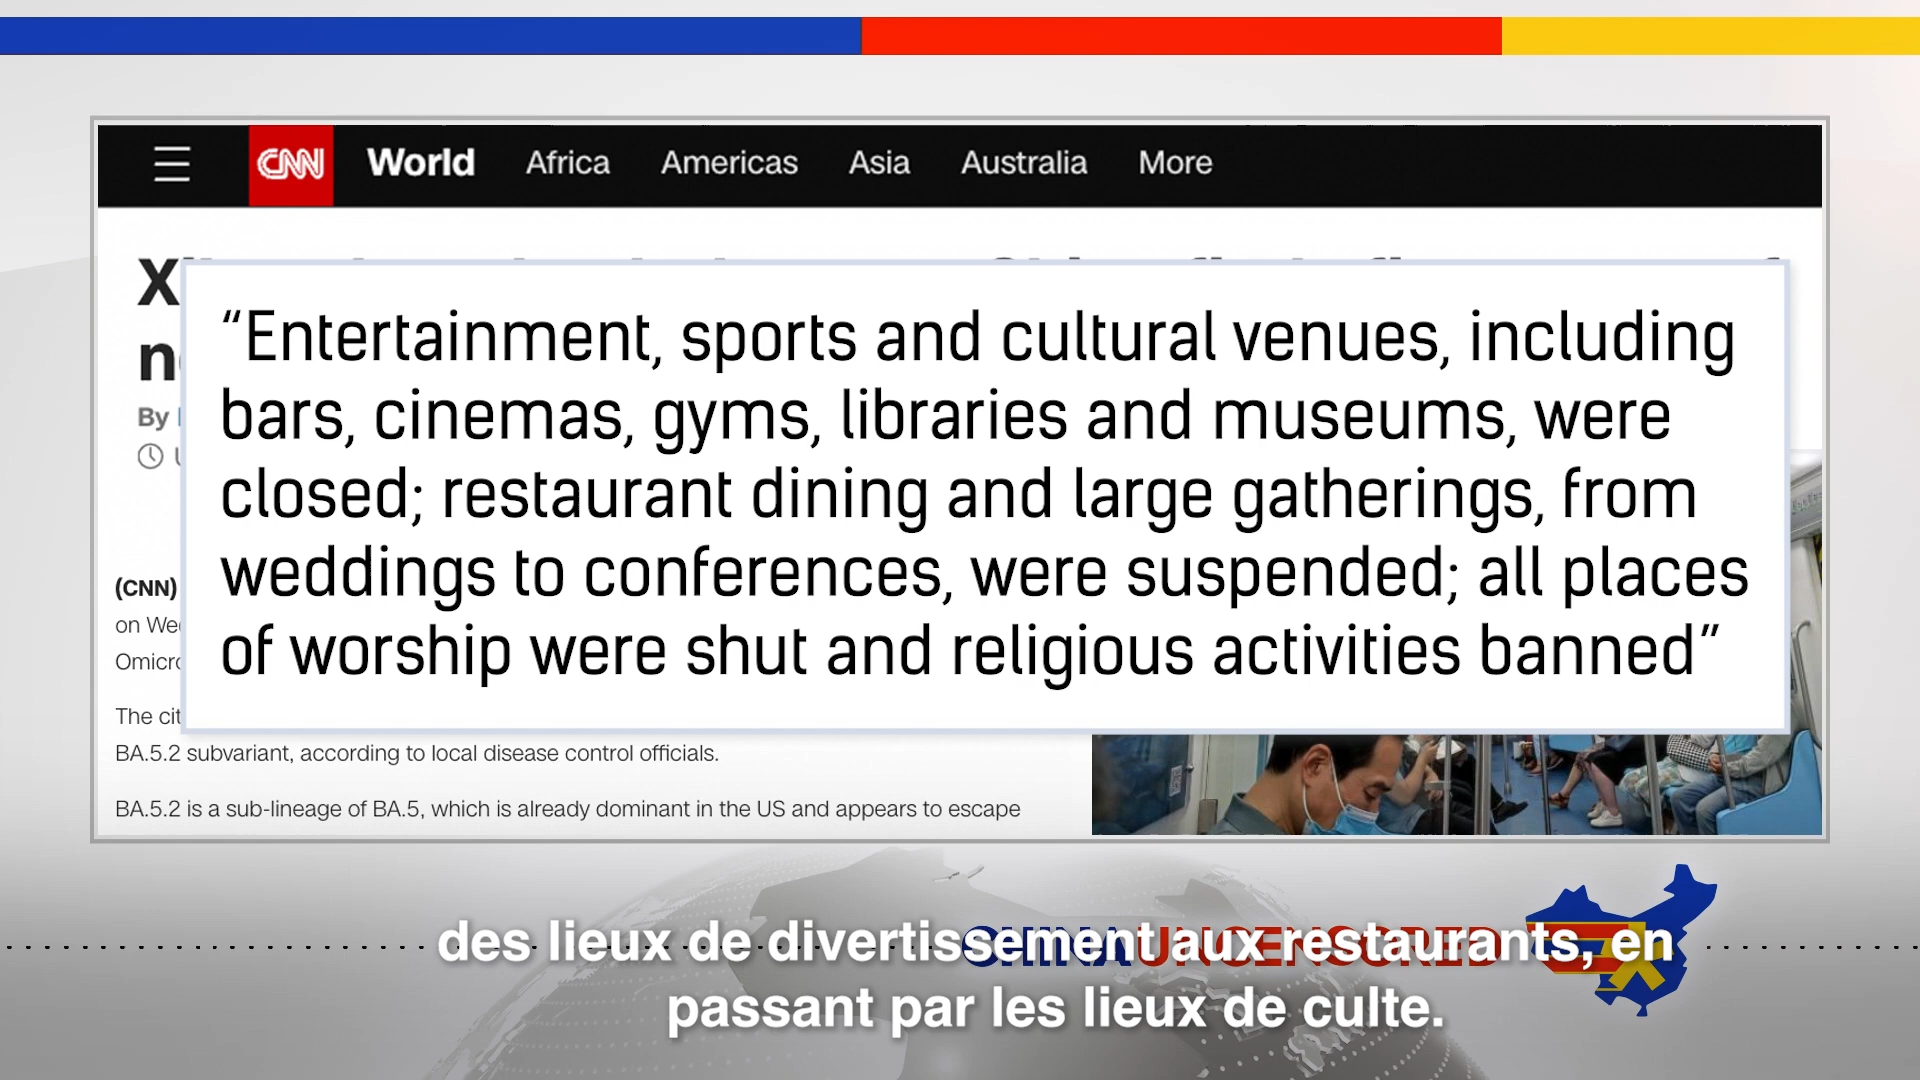 CNN World Africa Americas Asia Australia More
X
“Entertainment, sports and cultural venues, including
bars, cinemas, gyms, libraries and museums, were
closed; restaurant dining and large gatherings, from
weddings to conferences, were suspended; all places
of worship were shut and religious activities banned”
By
(CNN)
on
The
BA.5.2 subvariant, according to local disease control officials.
BA.5.2 is a sub-lineage of BA.5, which is already dominant in the US and appears to escape
CHINA UNCENSORED
des lieux de divertissement aux restaurants, en
passant par les lieux de culte.